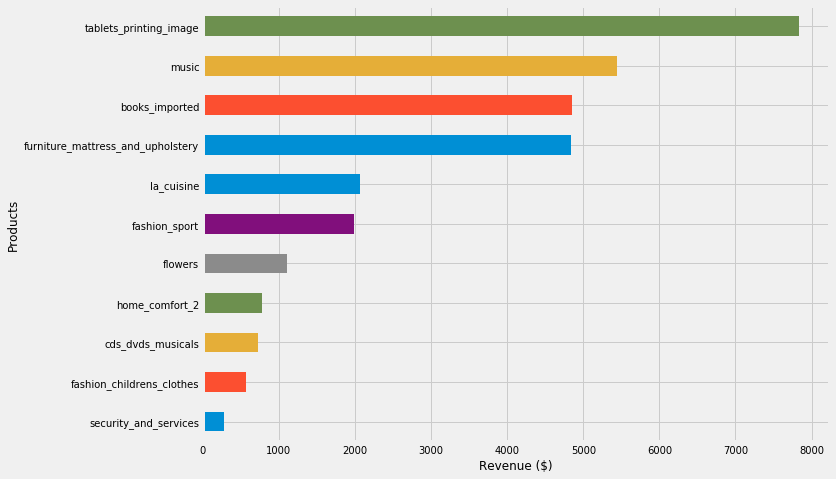 tablets_printing_image
music
books_imported
furniture_mattress_and_upholstery
la_cuisine
fashion_sport
flowers
home_comfort_2
cds_dvds_musicals
fashion_childrens_clothes
security_and_services
Products
0 1000 2000 3000 4000 5000 6000 7000 8000
Revenue ($)